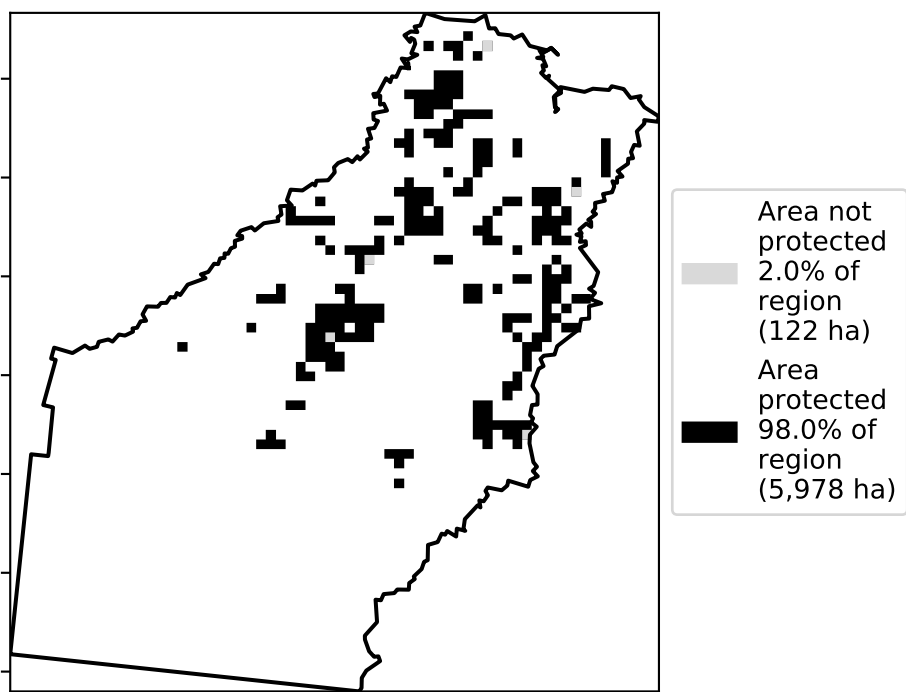 Area not
protected
2.0% of
region
(122 ha)
Area
protected
98.0% of
region
(5,978 ha)